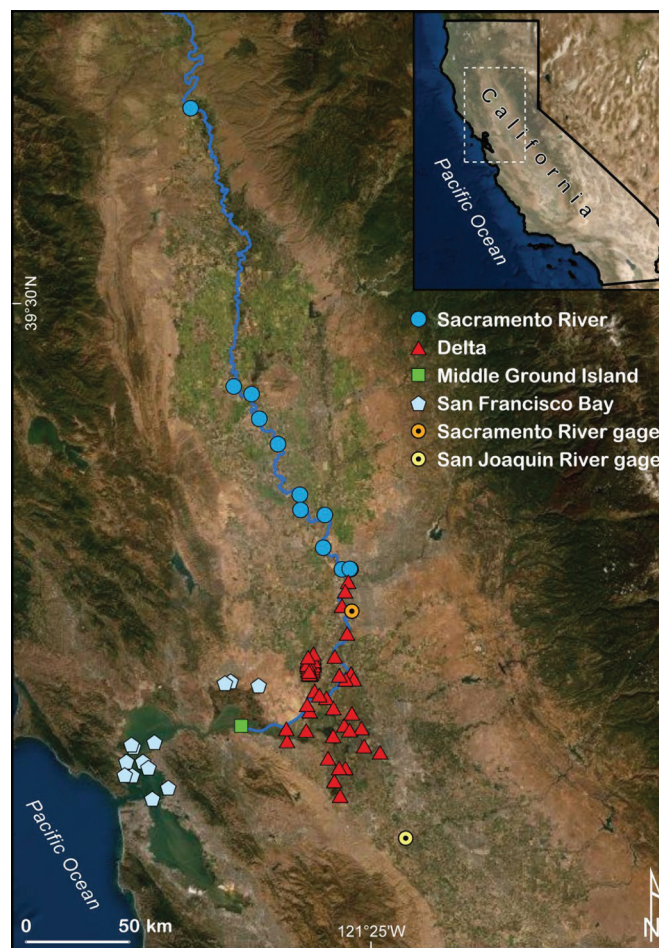 California
Pacific Ocean
39°30'
Sacramento River
Delta
Middle Ground Island
San Francisco Bay
Sacramento River gage
San Joaquin River gage
Pacific Ocean
0 50 km
121°25'W
N